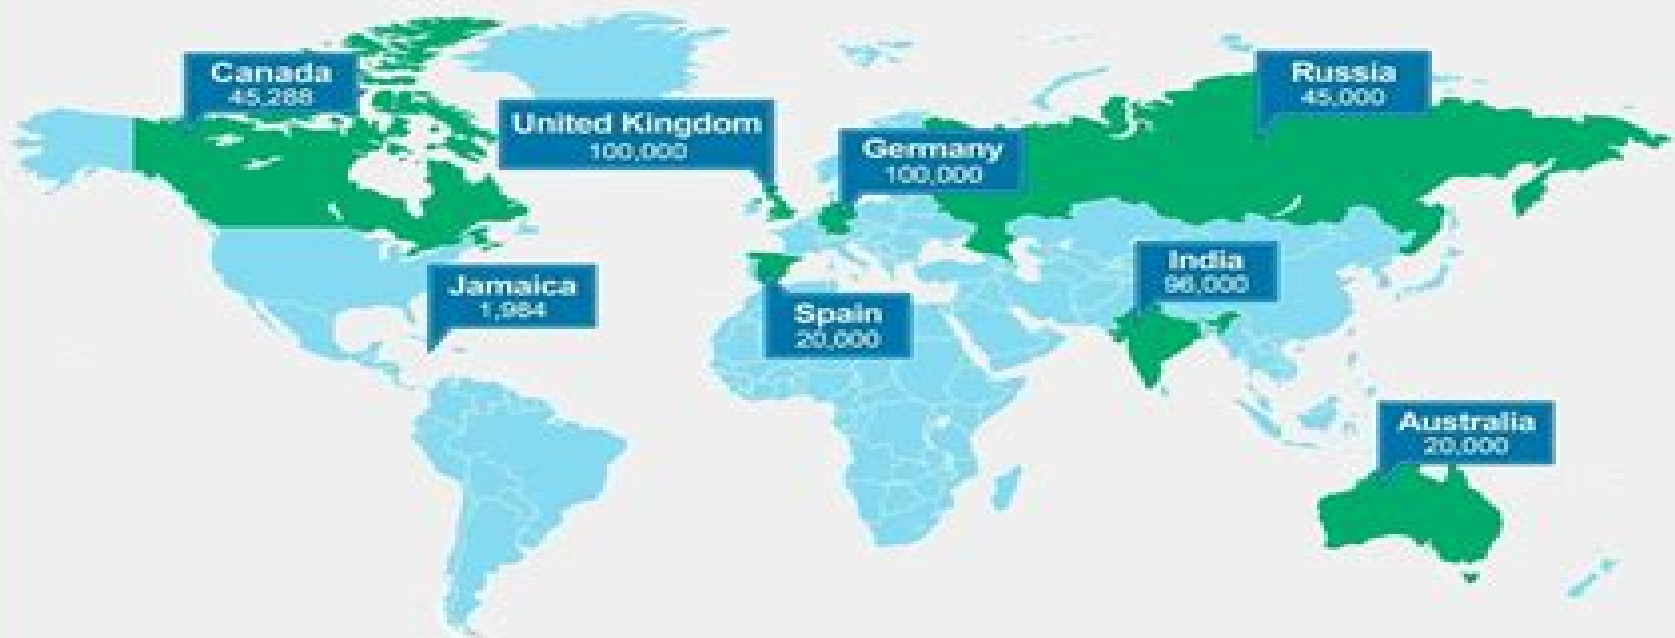 Canada
45,288
United Kingdom
100,000
Germany
100,000
Russia
45,000
Jamaica
1,984
Spain
20,000
India
96,000
Australia
20,000